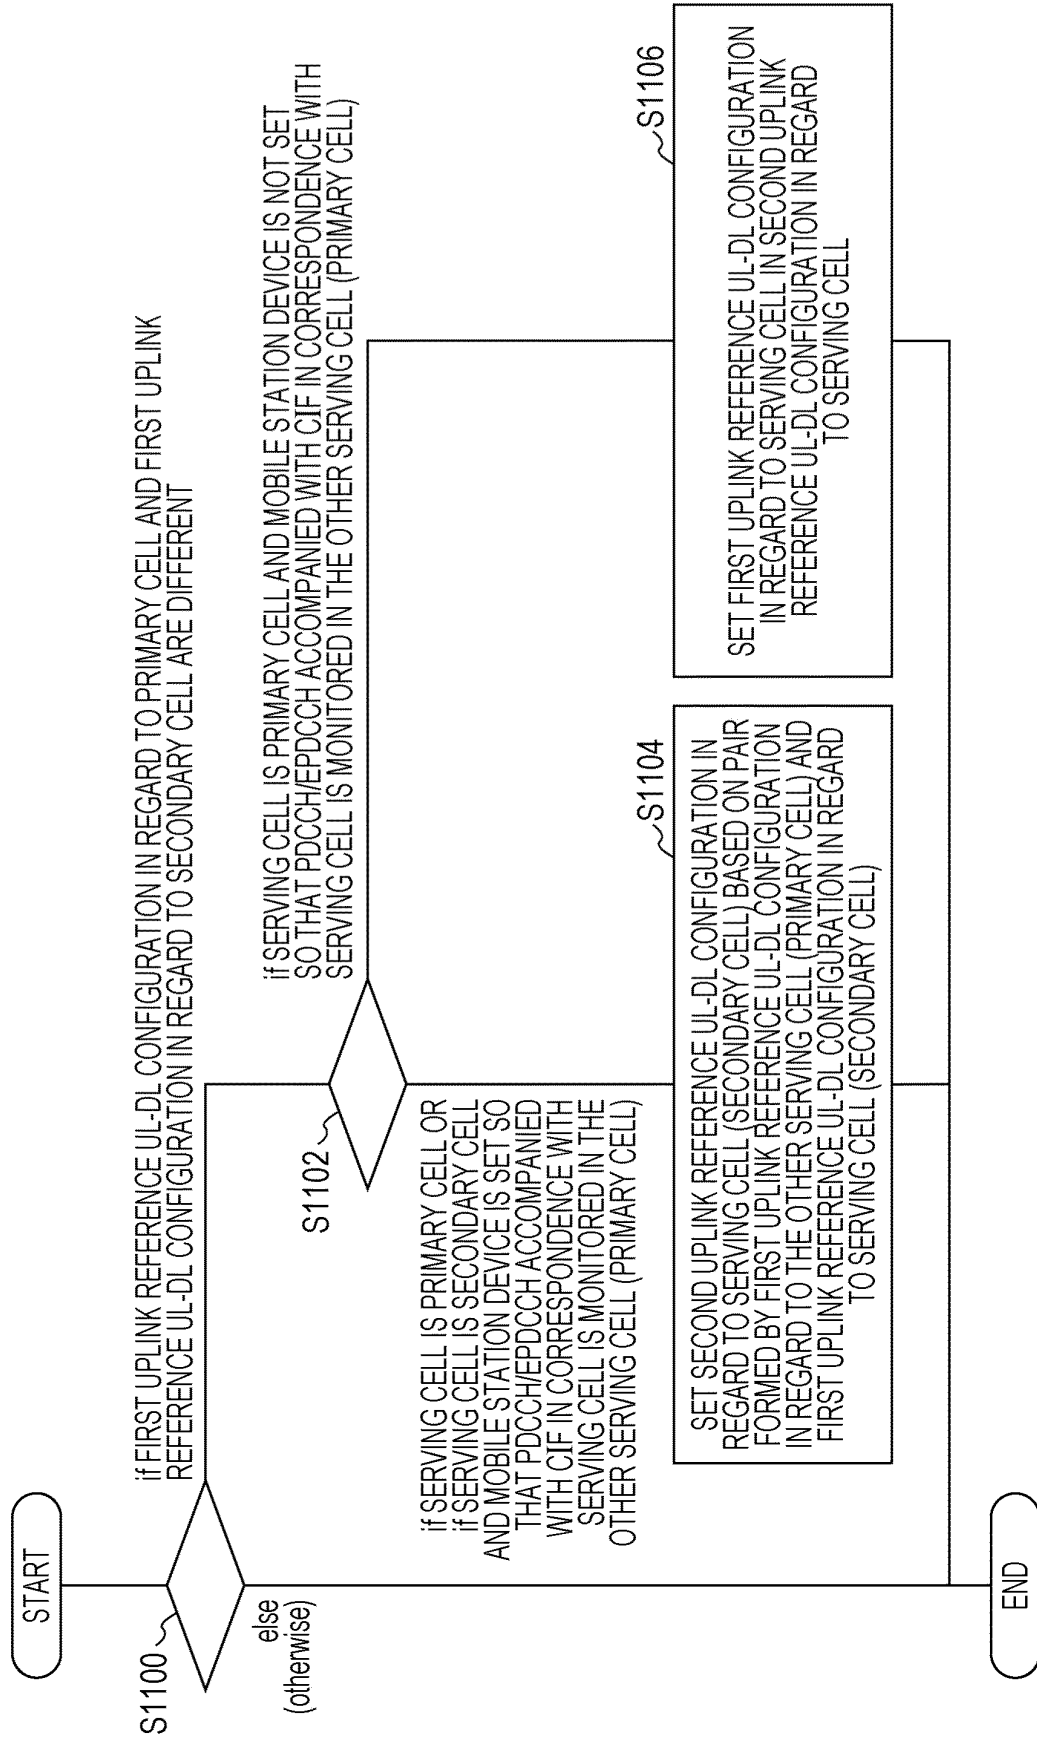 START
S1100
if FIRST UPLINK REFERENCE UL-DL CONFIGURATION IN REGARD TO PRIMARY CELL AND FIRST UPLINK
REFERENCE UL-DL CONFIGURATION IN REGARD TO SECONDARY CELL ARE DIFFERENT
else
(otherwise)
S1102
if SERVING CELL IS PRIMARY CELL AND MOBILE STATION DEVICE IS NOT SET
SO THAT PDCCH/EPDCCH ACCOMPANIED WITH CIF IN CORRESPONDENCE WITH
SERVING CELL IS MONITORED IN THE OTHER SERVING CELL (PRIMARY CELL)
if SERVING CELL IS PRIMARY CELL OR
if SERVING CELL IS SECONDARY CELL
AND MOBILE STATION DEVICE IS SET SO
THAT PDCCH/EPDCCH ACCOMPANIED
WITH CIF IN CORRESPONDENCE WITH
SERVING CELL IS MONITORED IN THE
OTHER SERVING CELL (PRIMARY CELL)
S1104
SET SECOND UPLINK REFERENCE UL-DL CONFIGURATION IN
REGARD TO SERVING CELL (SECONDARY CELL) BASED ON PAIR
FORMED BY FIRST UPLINK REFERENCE UL-DL CONFIGURATION
IN REGARD TO THE OTHER SERVING CELL (PRIMARY CELL) AND
FIRST UPLINK REFERENCE UL-DL CONFIGURATION IN REGARD
TO SERVING CELL (SECONDARY CELL)
S1106
SET FIRST UPLINK REFERENCE UL-DL CONFIGURATION
IN REGARD TO SERVING CELL IN SECOND UPLINK
REFERENCE UL-DL CONFIGURATION IN REGARD
TO SERVING CELL
END